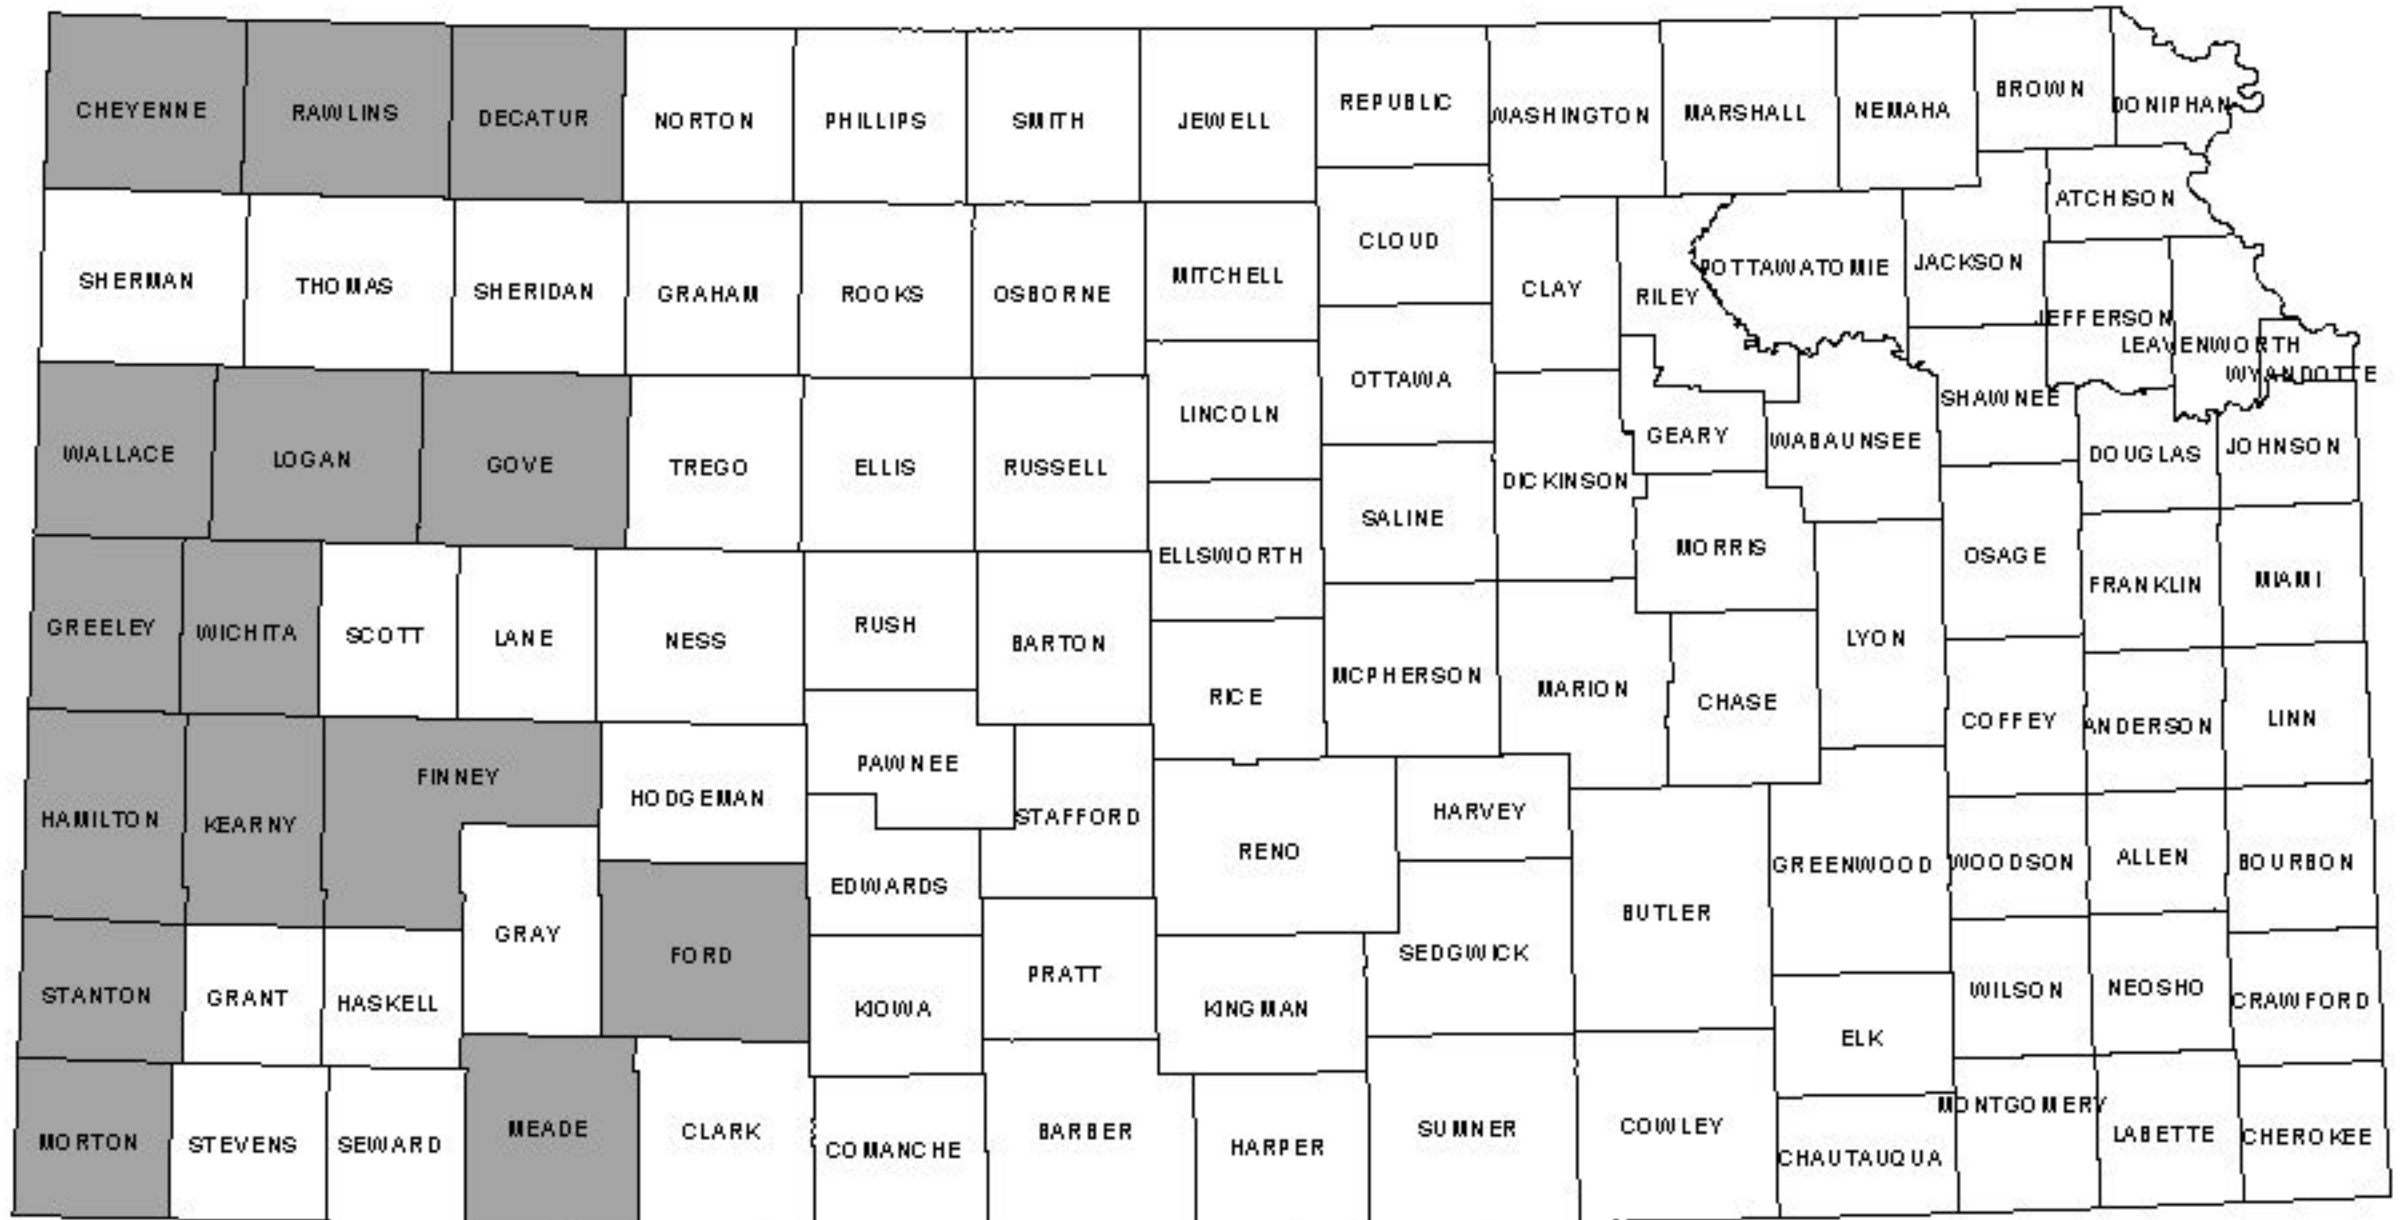 CHEYENNE
RAWLINS
DECATUR
NORTON
PHILLIPS
SMITH
JEWELL
REPUBLIC
WASHINGTON
MARSHALL
NEMAHA
BROWN
DONIPHAN
ATCHISON
SHERMAN
THOMAS
SHERIDAN
GRAHAM
ROOKS
OSBORNE
MITCHELL
CLOUD
CLAY
RILEY
POTTAWATOMIE
JACKSON
JEFFERSON
LEAVENWORTH
WYANDOTTE
WALLACE
LOGAN
GOVE
TREGO
ELLIS
RUSSELL
LINCOLN
OTTAWA
DICKINSON
GEARY
WABAUNSEE
SHAWNEE
DOUGLAS
JOHNSON
SALINE
ELLSWORTH
MORRIS
OSAGE
FRANKLIN
MIAMI
GREELEY
WICHITA
SCOTT
LANE
NESS
RUSH
BARTON
RICE
MCPHERSON
MARION
CHASE
LYON
COFFEY
ANDERSON
LINN
HAMILTON
KEARNY
FINNEY
HODGEMAN
PAWNEE
STAFFORD
EDWARDS
RENO
HARVEY
BUTLER
GREENWOOD
WOODSON
ALLEN
BOURBON
GRAY
FORD
KIOWA
PRATT
KINGMAN
SEDGWICK
ELK
WILSON
NEOSHO
CRAWFORD
STANTON
GRANT
HASKELL
MORTON
STEVENS
SEWARD
MEADE
CLARK
COMANCHE
BARBER
HARPER
SUMNER
COWLEY
CHAUTAUQUA
MONTGOMERY
LABETTE
CHEROKEE